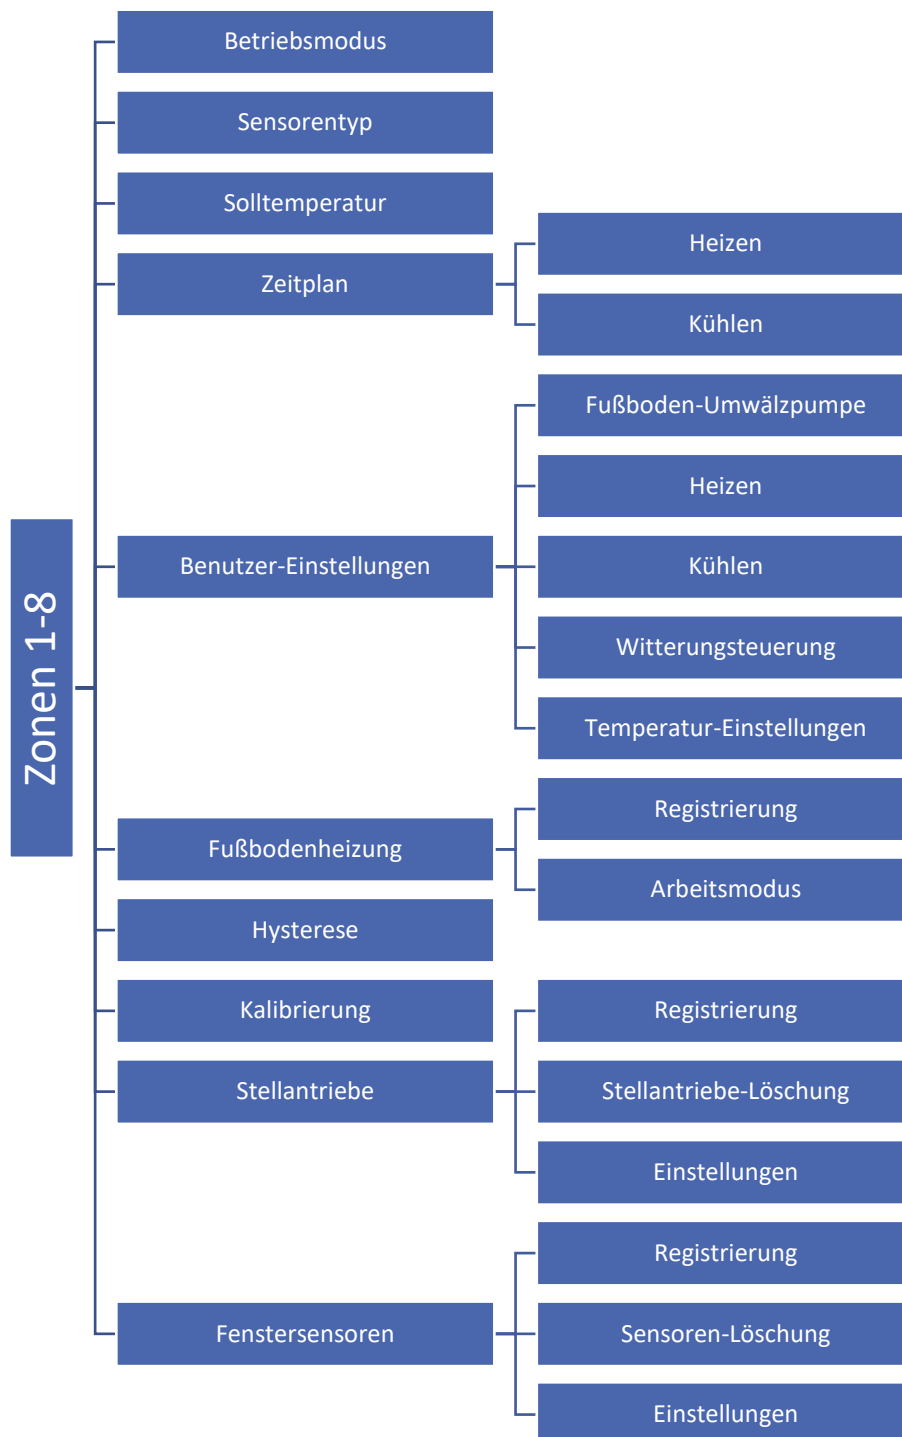 Zonen 1-8
Betriebsmodus
Sensorentyp
Solltemperatur
Zeitplan
Heizen
Kühlen
Benutzer-Einstellungen
Fußboden-Umwälzpumpe
Heizen
Kühlen
Witterungsteuerung
Temperatur-Einstellungen
Fußbodenheizung
Registrierung
Arbeitsmodus
Hysterese
Kalibrierung
Stellantriebe
Registrierung
Stellantriebe-Löschung
Einstellungen
Fenstersensoren
Registrierung
Sensoren-Löschung
Einstellungen